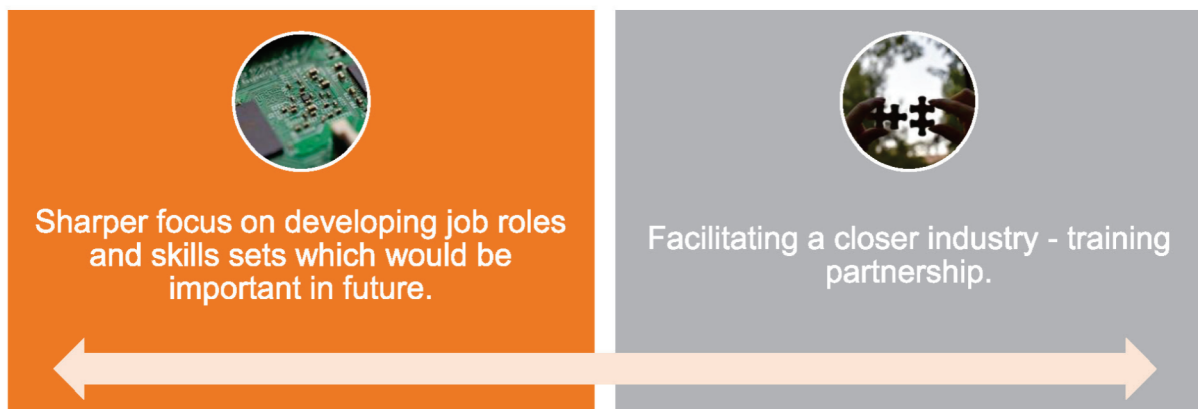 Sharper focus on developing job roles
and skills sets which would be
important in future.
Facilitating a closer industry - training
partnership.